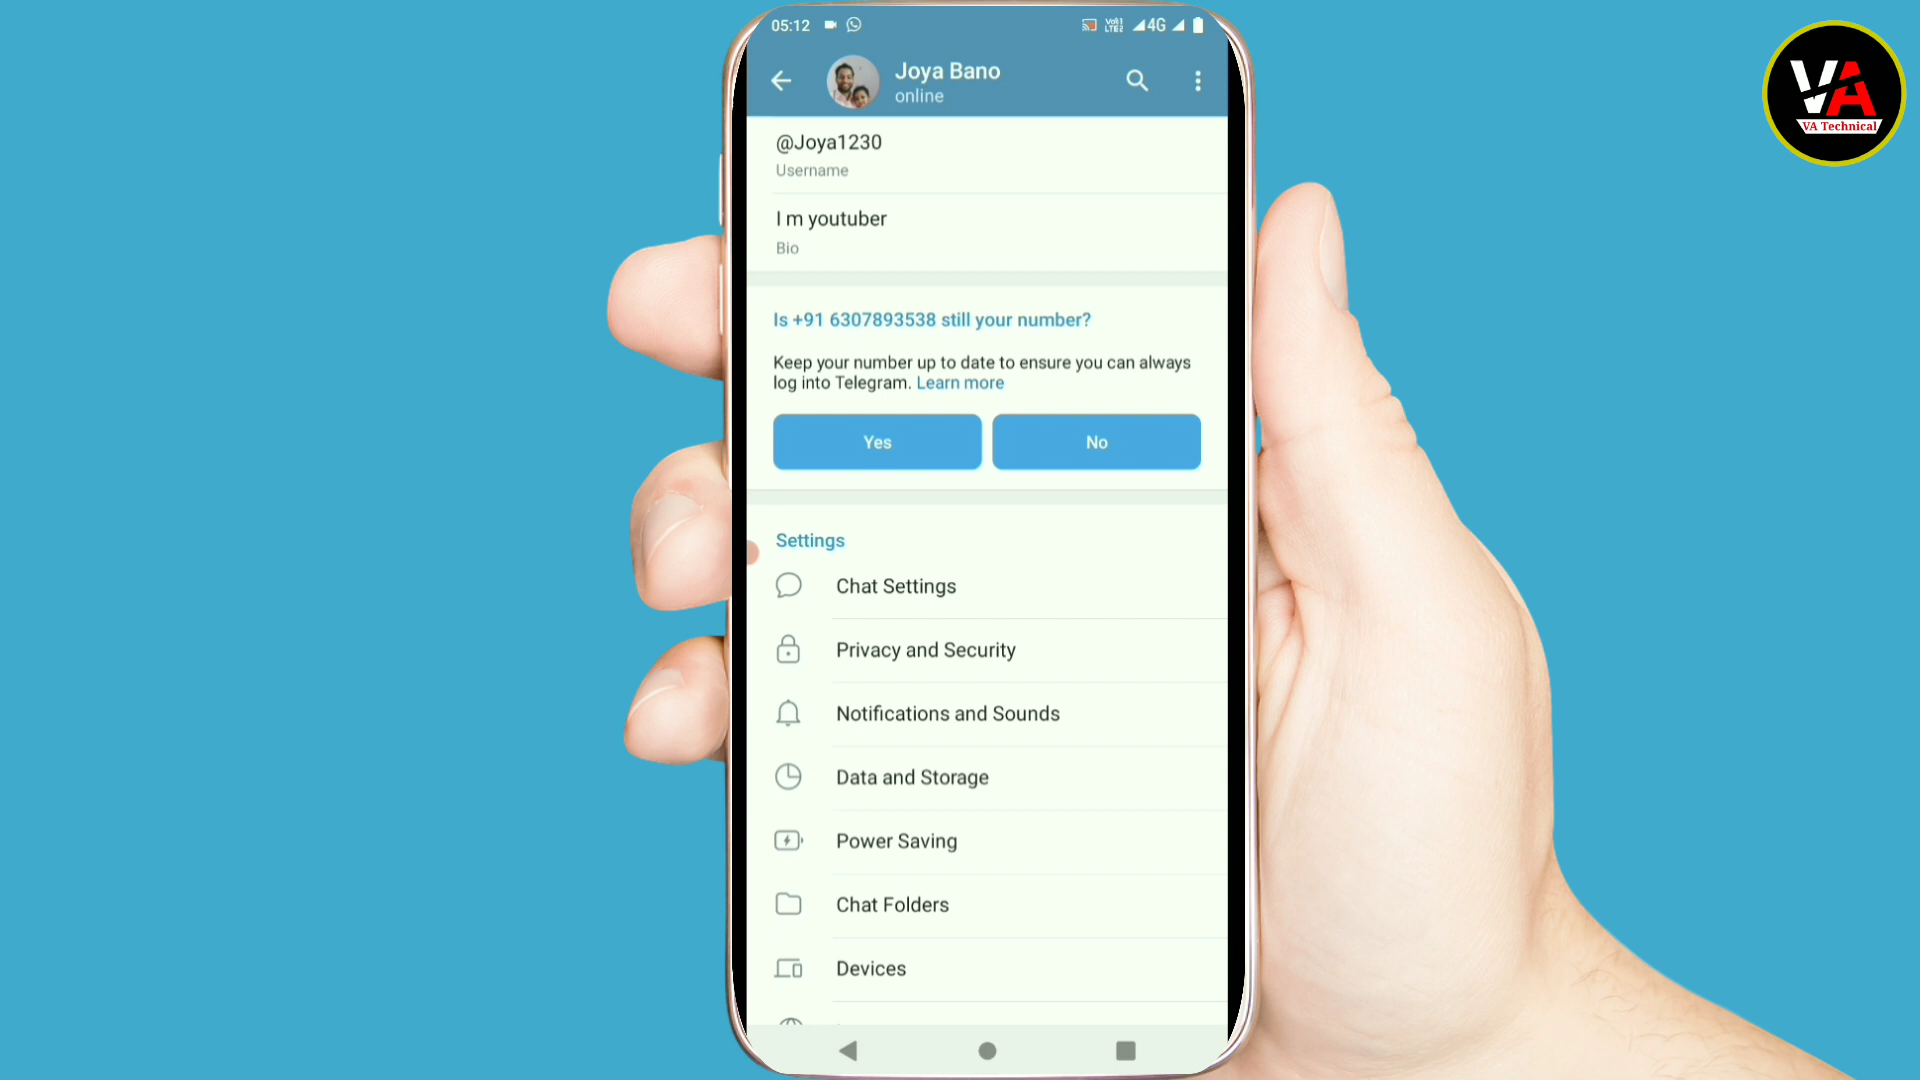 05:12
4G
Joya Bano
online
@Joya1230
Username
I m youtuber
Bio
Is +91 6307893538 still your number?
Keep your number up to date to ensure you can always
log into Telegram. Learn more
Yes
No
Settings
Chat Settings
Privacy and Security
Notifications and Sounds
Data and Storage
Power Saving
Chat Folders
Devices
VA
VA Technical